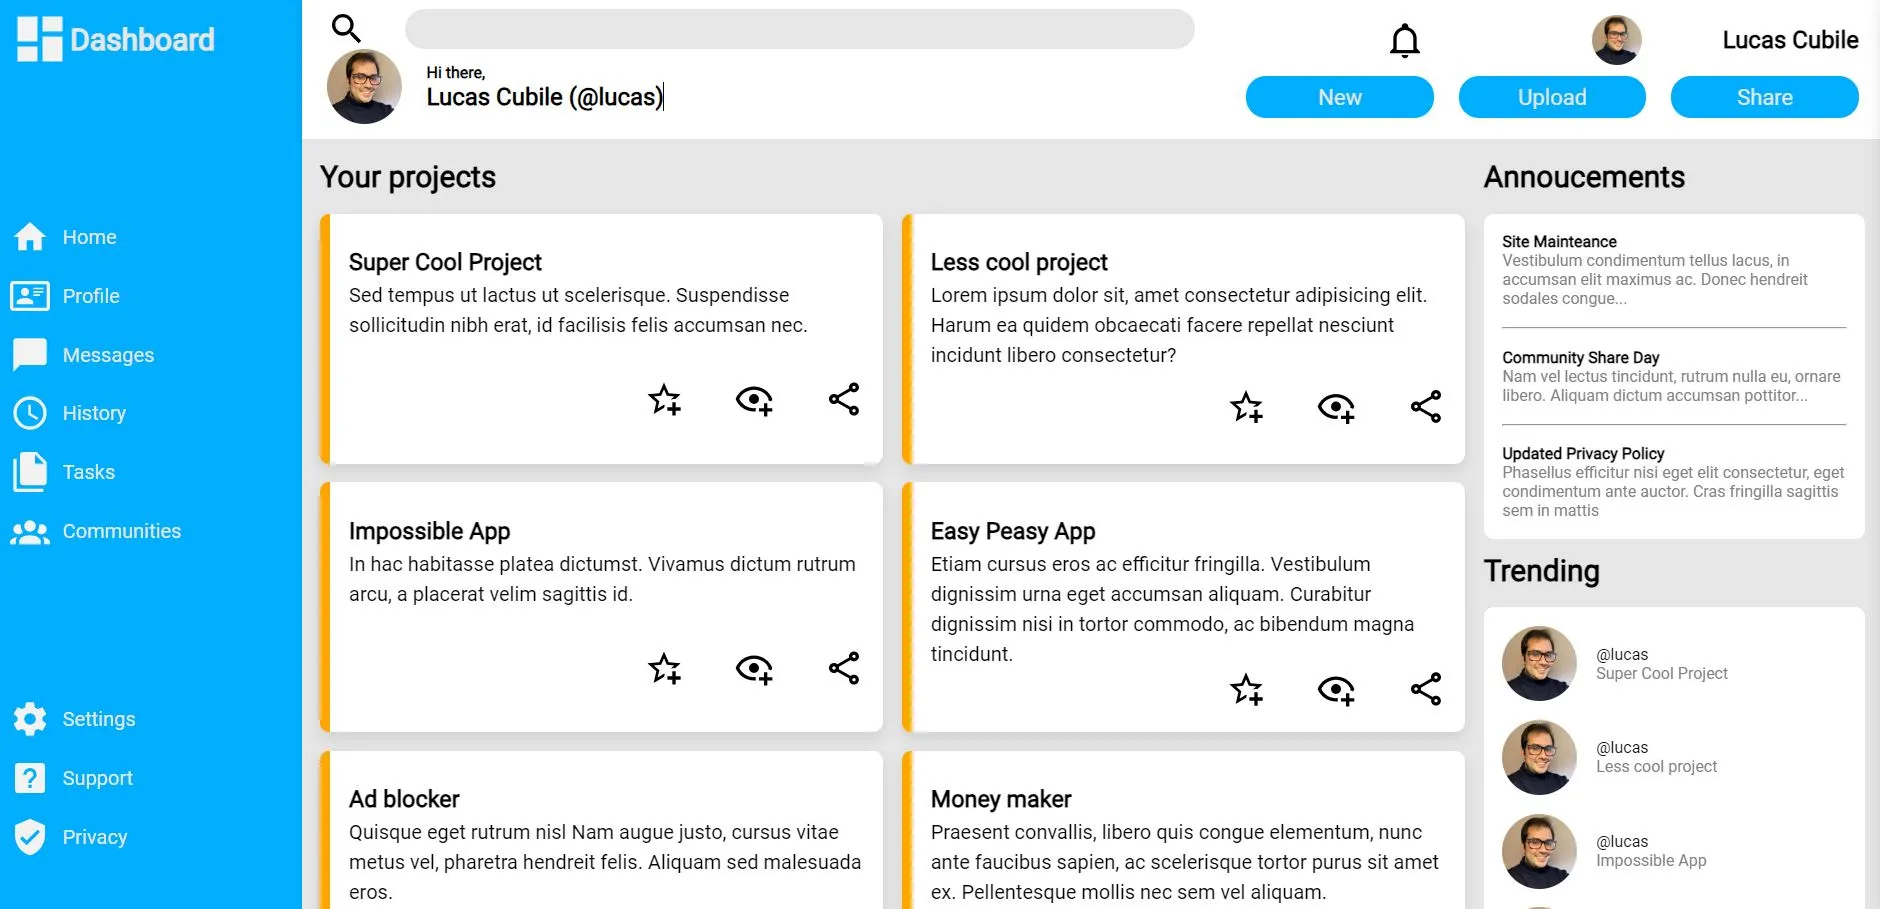 Dashboard
Home
Profile
Messages
History
Tasks
Communities
Settings
Support
Privacy
Hi there,
Lucas Cubile (@lucas)
Lucas Cubile
New
Upload
Share
Your projects
Super Cool Project
Sed tempus ut lactus ut scelerisque. Suspendisse
sollicitudin nibh erat, id facilisis felis accumsan nec.
Less cool project
Lorem ipsum dolor sit, amet consectetur adipisicing elit.
Harum ea quidem obcaecati facere repellat nesciunt
incidunt libero consectetur?
Impossible App
In hac habitasse platea dictumst. Vivamus dictum rutrum
arcu, a placerat velim sagittis id.
Easy Peasy App
Etiam cursus eros ac efficitur fringilla. Vestibulum
dignissim urna eget accumsan aliquam. Curabitur
dignissim nisi in tortor commodo, ac bibendum magna
tincidunt.
Ad blocker
Quisque eget rutrum nisl Nam augue justo, cursus vitae
metus vel, pharetra hendreit felis. Aliquam sed malesuada
eros.
Money maker
Praesent convallis, libero quis congue elementum, nunc
ante faucibus sapien, ac scelerisque tortor purus sit amet
ex. Pellentesque mollis nec sem vel aliquam.
Annoucements
Site Mainteance
Vestibulum condimentum tellus lacus, in
accumsan elit maximus ac. Donec hendreit
sodales congue...
Community Share Day
Nam vel lectus tincidunt, rutrum nulla eu, ornare
libero. Aliquam dictum accumsan pottitor...
Updated Privacy Policy
Phasellus efficitur nisi eget elit consectetur, eget
condimentum ante auctor. Cras fringilla sagittis
sem in mattis
Trending
@lucas
Super Cool Project
@lucas
Less cool project
@lucas
Impossible App